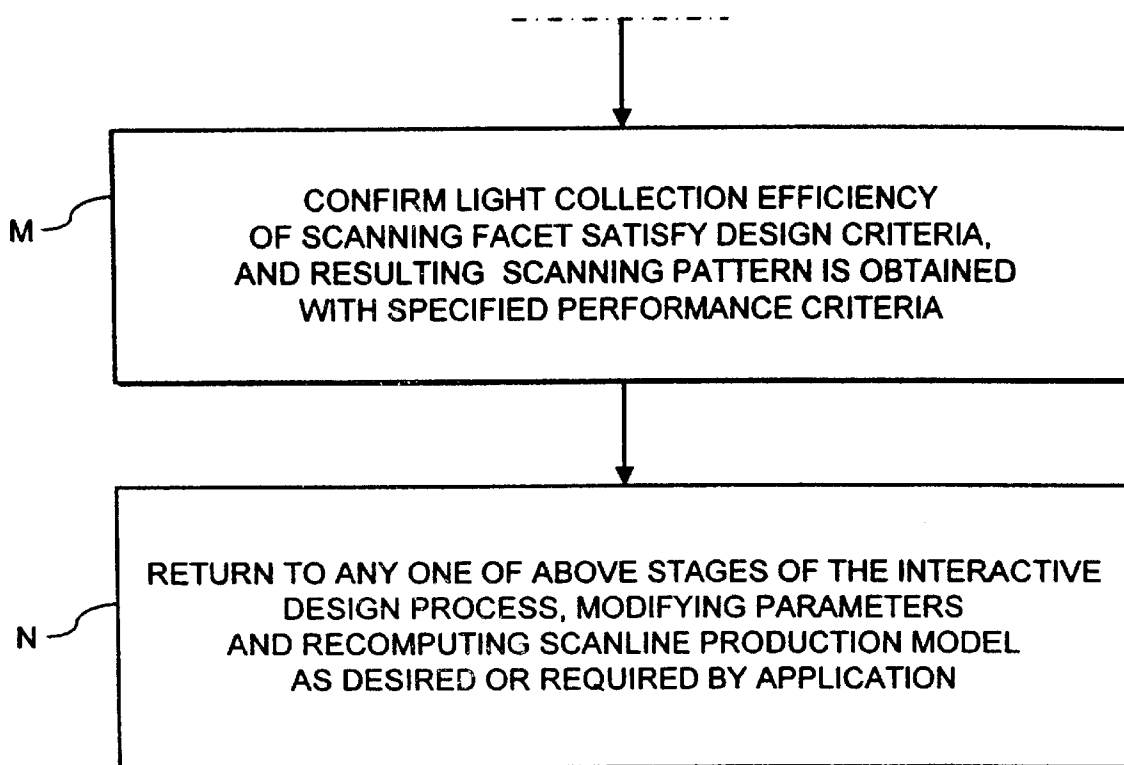 CONFIRM LIGHT COLLECTION EFFICIENCY
OF SCANNING FACET SATISFY DESIGN CRITERIA,
AND RESULTING SCANNING PATTERN IS OBTAINED
WITH SPECIFIED PERFORMANCE CRITERIA
M
RETURN TO ANY ONE OF ABOVE STAGES OF THE INTERACTIVE
DESIGN PROCESS, MODIFYING PARAMETERS
AND RECOMPUTING SCANLINE PRODUCTION MODEL
AS DESIRED OR REQUIRED BY APPLICATION
N